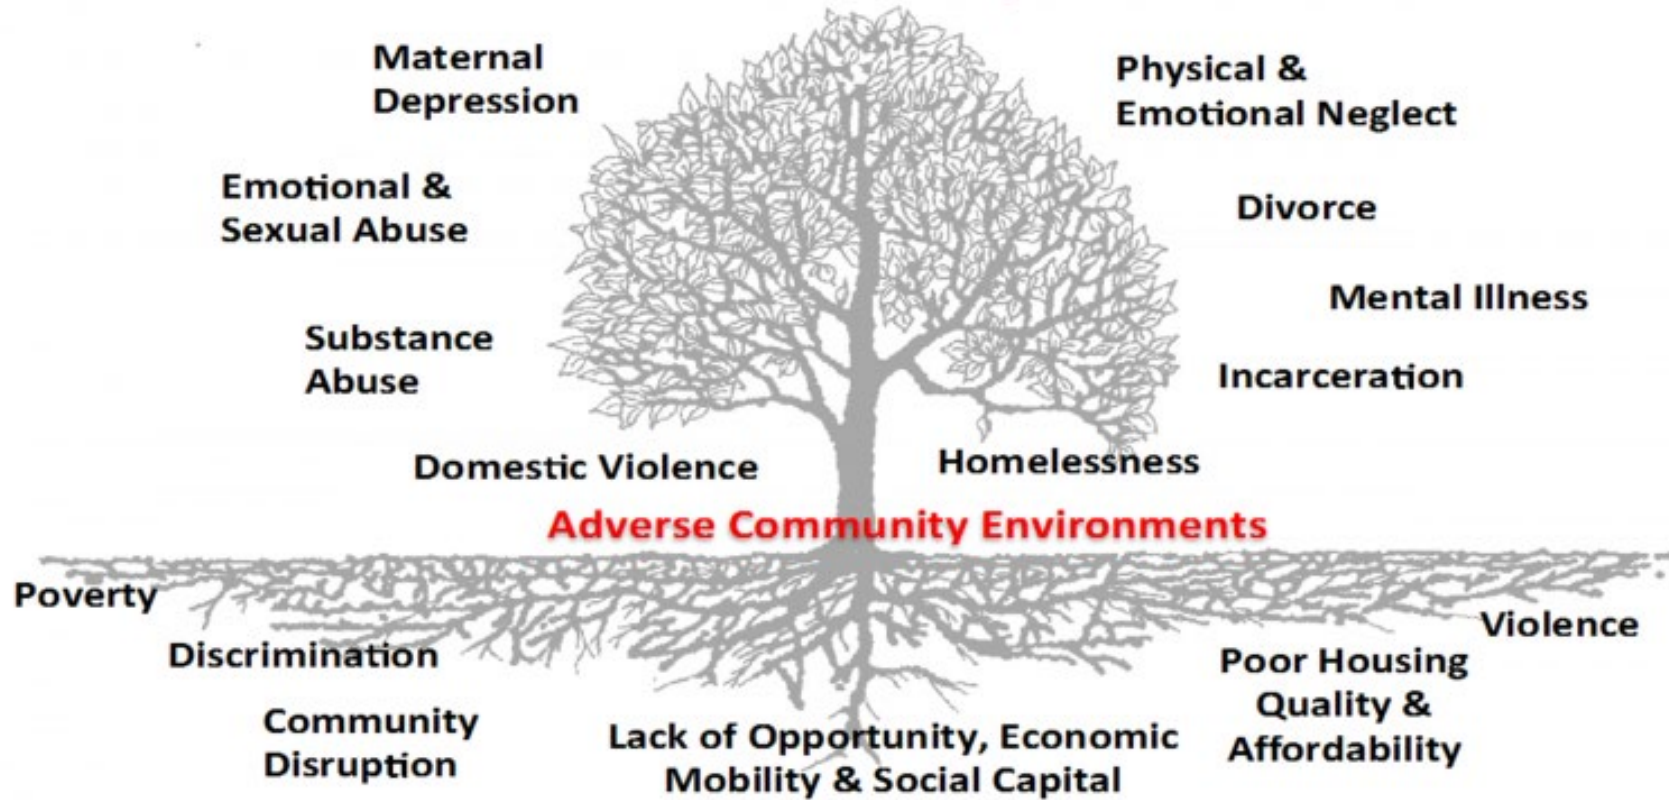 Maternal
Depression
Physical &
Emotional Neglect
Emotional &
Sexual Abuse
Divorce
Mental Illness
Substance
Abuse
Incarceration
Domestic Violence
Homelessness
Adverse Community Environments
Poverty
Violence
Discrimination
Poor Housing
Quality &
Affordability
Community
Disruption
Lack of Opportunity, Economic
Mobility & Social Capital